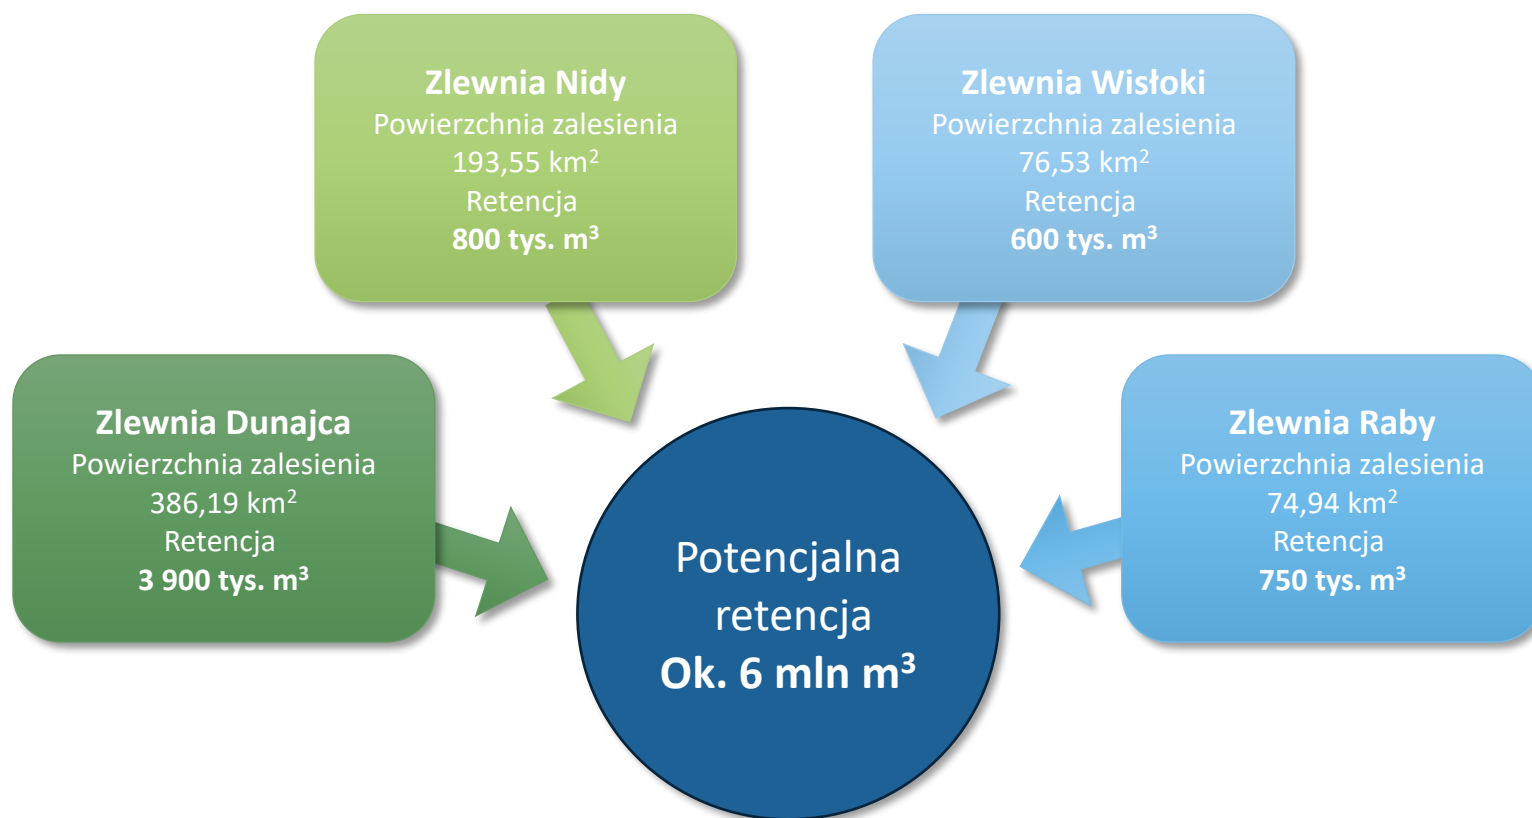 Zlewnia Nidy
Powierzchnia zalesienia
193,55 km²
Retencja
800 tys. m³
Zlewnia Wisłoki
Powierzchnia zalesienia
76,53 km²
Retencja
600 tys. m³
Zlewnia Dunajca
Powierzchnia zalesienia
386,19 km²
Retencja
3 900 tys. m³
Zlewnia Raby
Powierzchnia zalesienia
74,94 km²
Retencja
750 tys. m³
Potencjalna
retencja
Ok. 6 mln m³